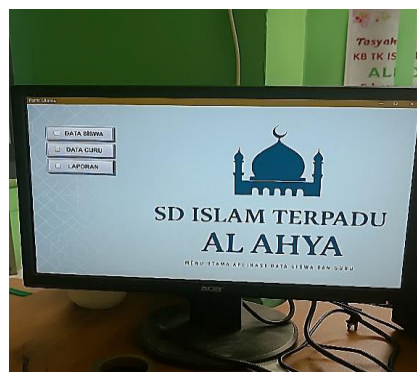 Tasyak
KB TK IS
AL
DATA SISWA
DATA GURU
LAPORAN
SD ISLAM TERPADU
AL AHYA
MENU UTAMA APLIKASI DATA SISWA DAN GURU
acer